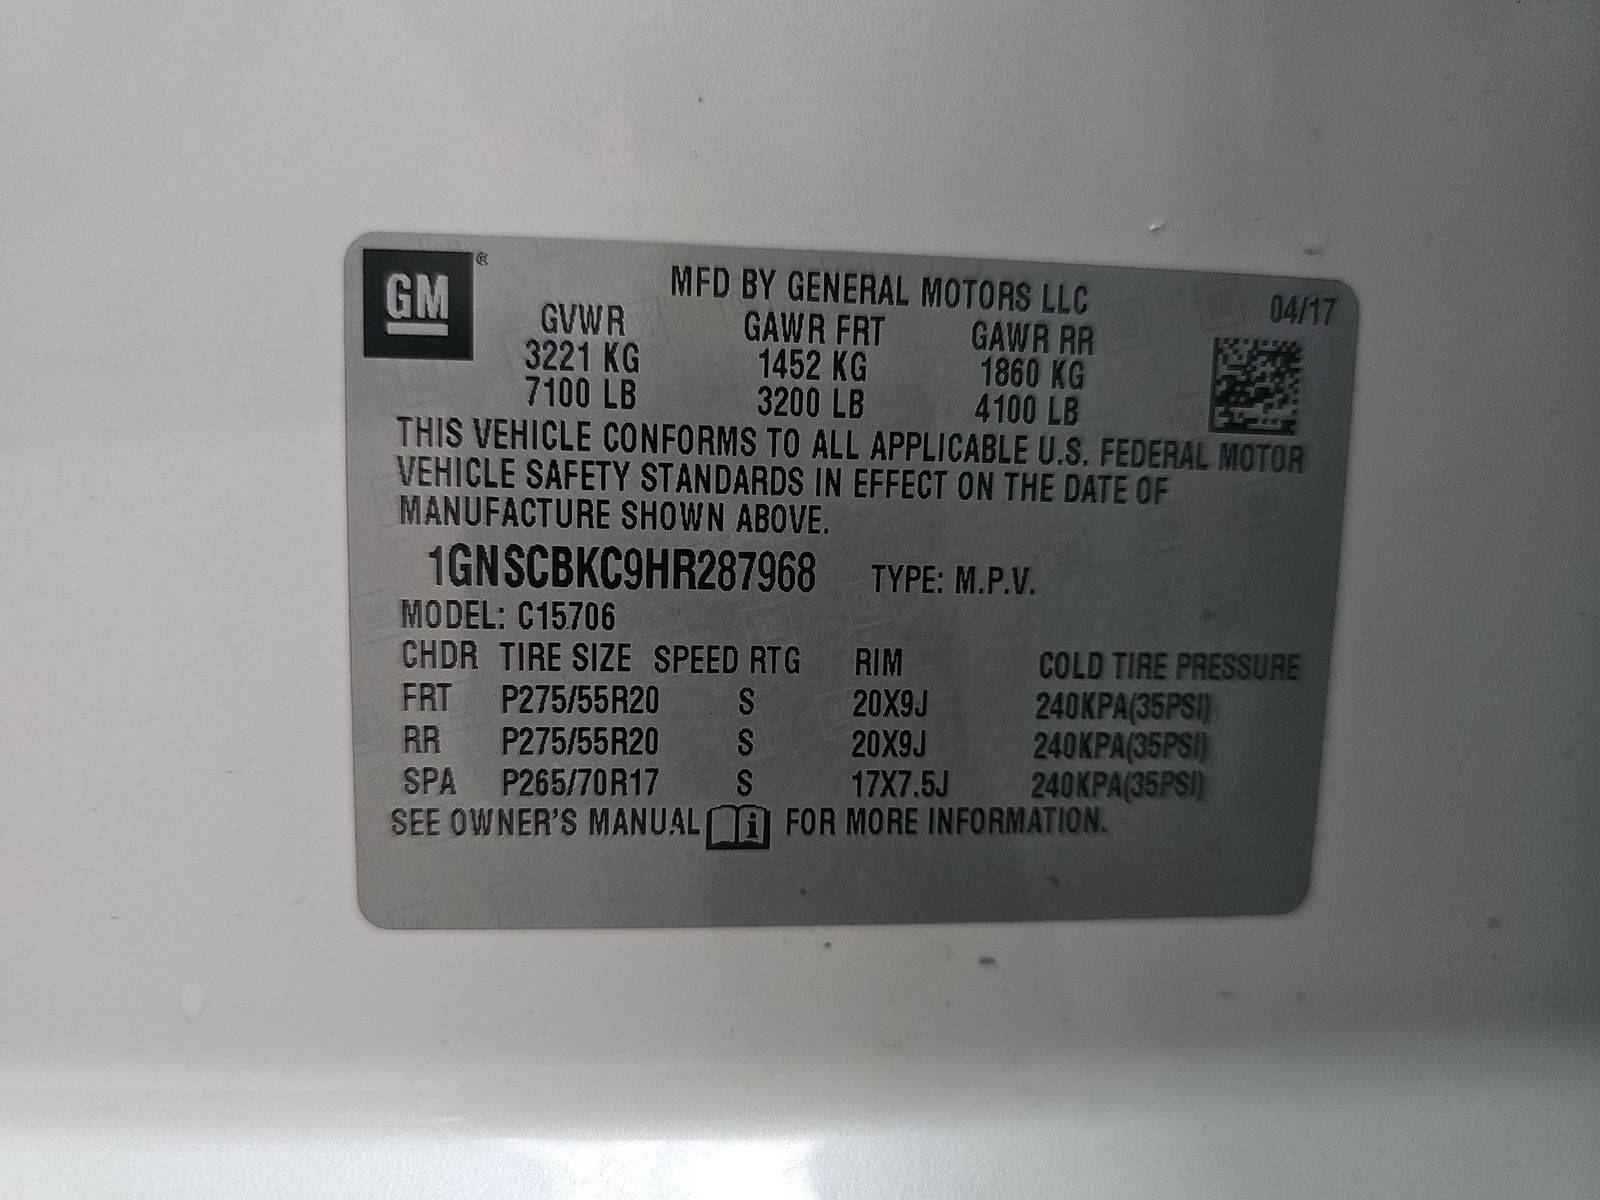 GM ®
MFD BY GENERAL MOTORS LLC 04/17
GVWR GAWR FRT GAWR RR
3221 KG 1452 KG 1860 KG
7100 LB 3200 LB 4100 LB
THIS VEHICLE CONFORMS TO ALL APPLICABLE U.S. FEDERAL MOTOR
VEHICLE SAFETY STANDARDS IN EFFECT ON THE DATE OF
MANUFACTURE SHOWN ABOVE.
1GNSCBKC9HR287968 TYPE: M.P.V.
MODEL: C15706
CHDR TIRE SIZE SPEED RTG RIM COLD TIRE PRESSURE
FRT P275/55R20 S 20X9J 240KPA(35PSI)
RR P275/55R20 S 20X9J 240KPA(35PSI)
SPA P265/70R17 S 17X7.5J 240KPA(35PSI)
SEE OWNER'S MANUAL i FOR MORE INFORMATION.